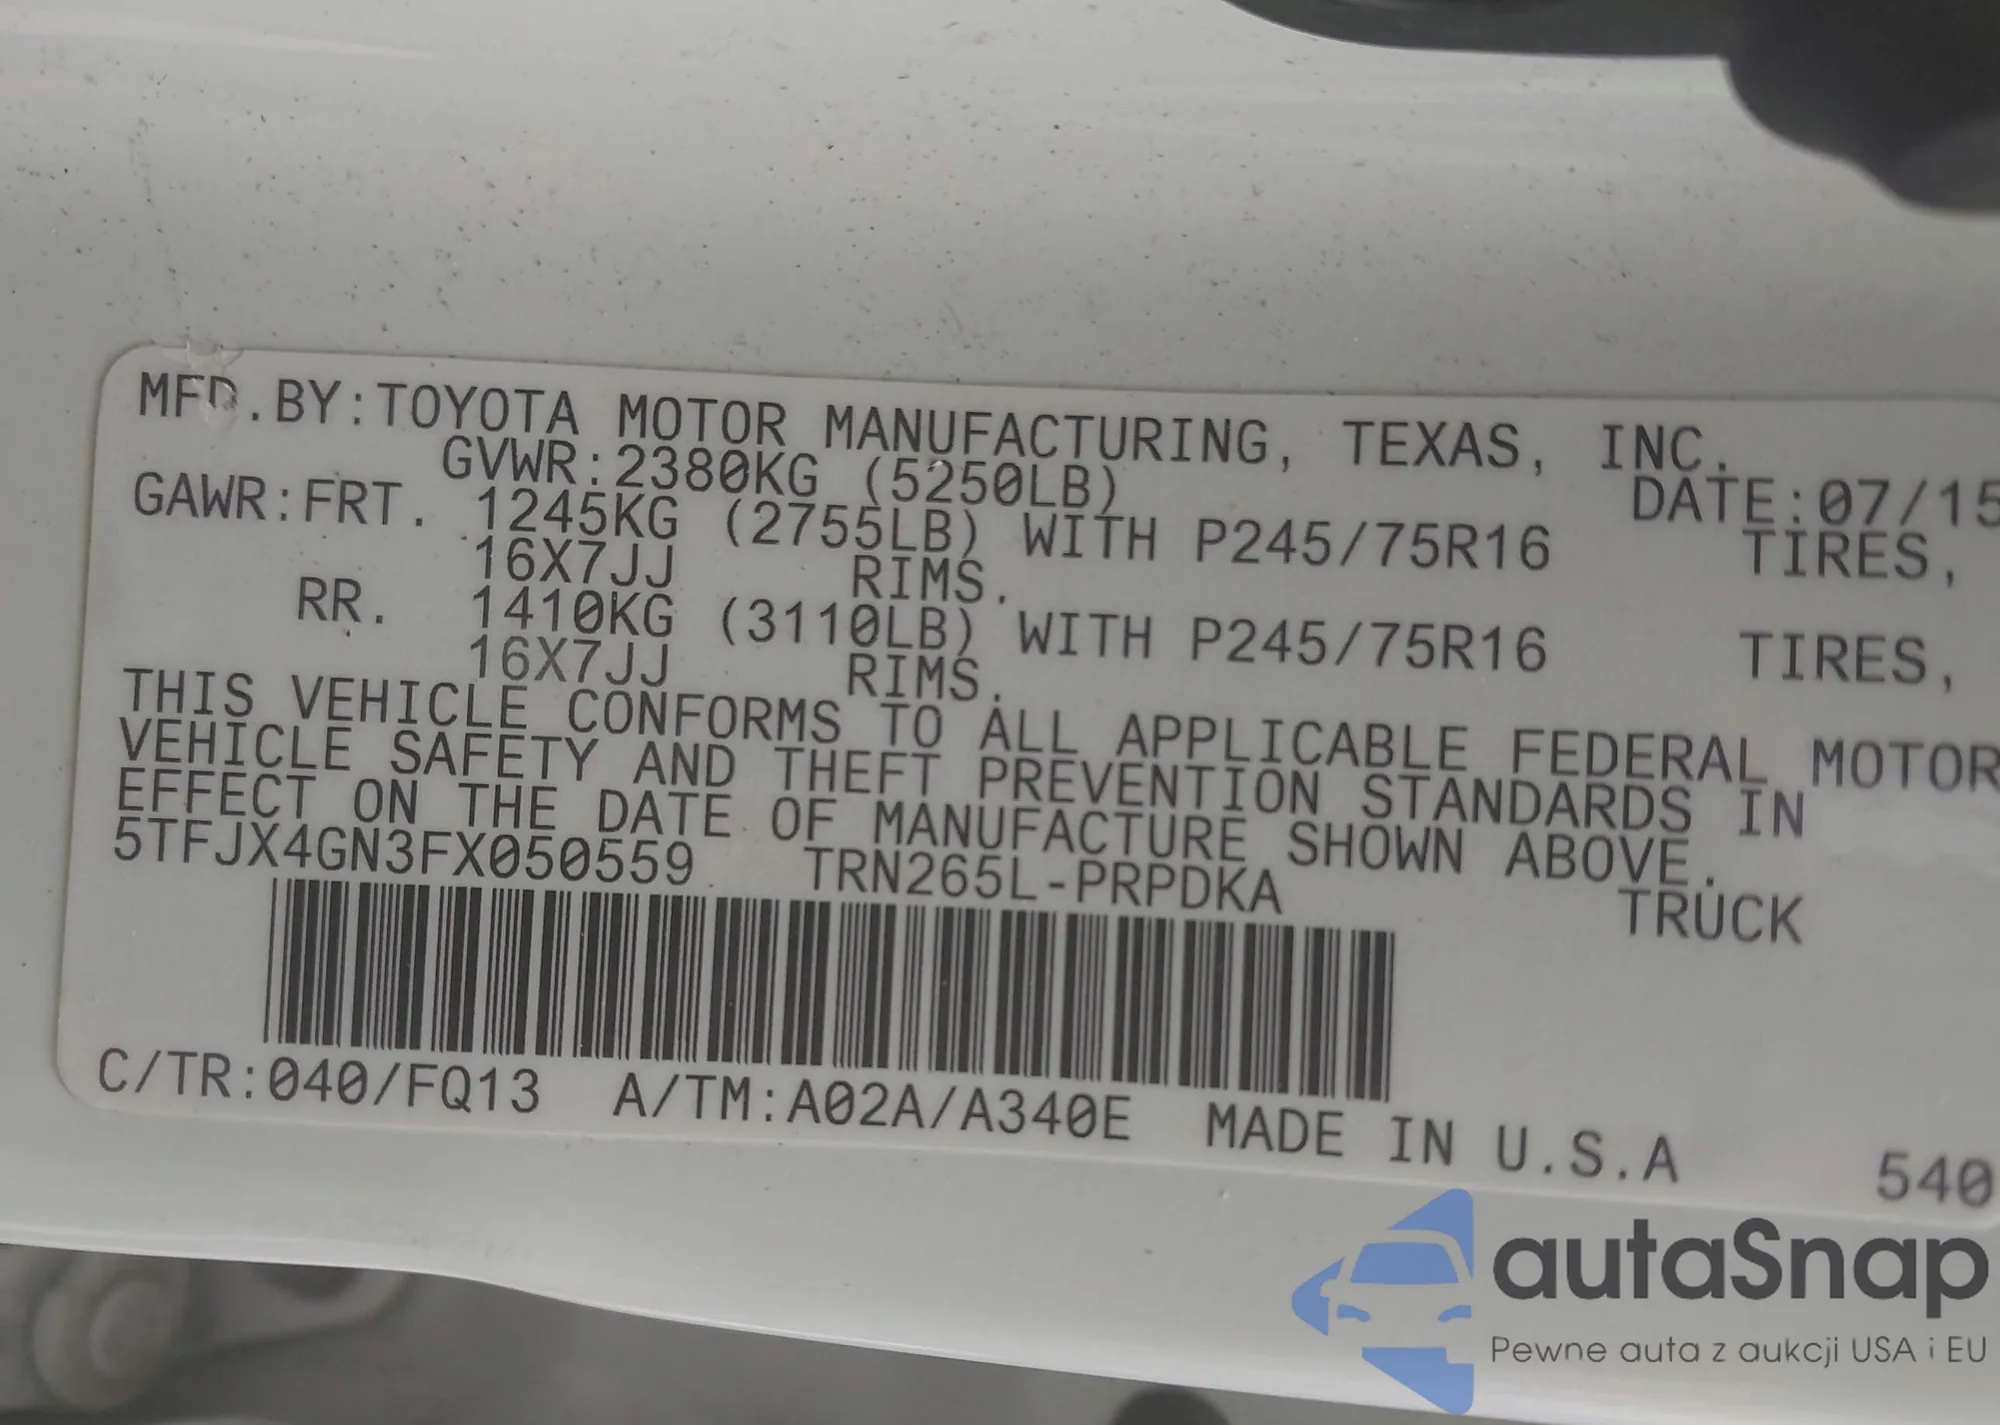 MFD.BY:TOYOTA MOTOR MANUFACTURING, TEXAS, INC.
GVWR:2380KG (5250LB) DATE:07/15
GAWR:FRT. 1245KG (2755LB) WITH P245/75R16 TIRES,
16X7JJ RIMS.
RR. 1410KG (3110LB) WITH P245/75R16 TIRES,
16X7JJ RIMS.
THIS VEHICLE CONFORMS TO ALL APPLICABLE FEDERAL MOTOR
VEHICLE SAFETY AND THEFT PREVENTION STANDARDS IN
EFFECT ON THE DATE OF MANUFACTURE SHOWN ABOVE.
5TFJX4GN3FX050559 TRN265L-PRPDKA TRUCK
C/TR:040/FQ13 A/TM:A02A/A340E MADE IN U.S.A 540
autaSnap
Pewne auta z aukcji USA i EU